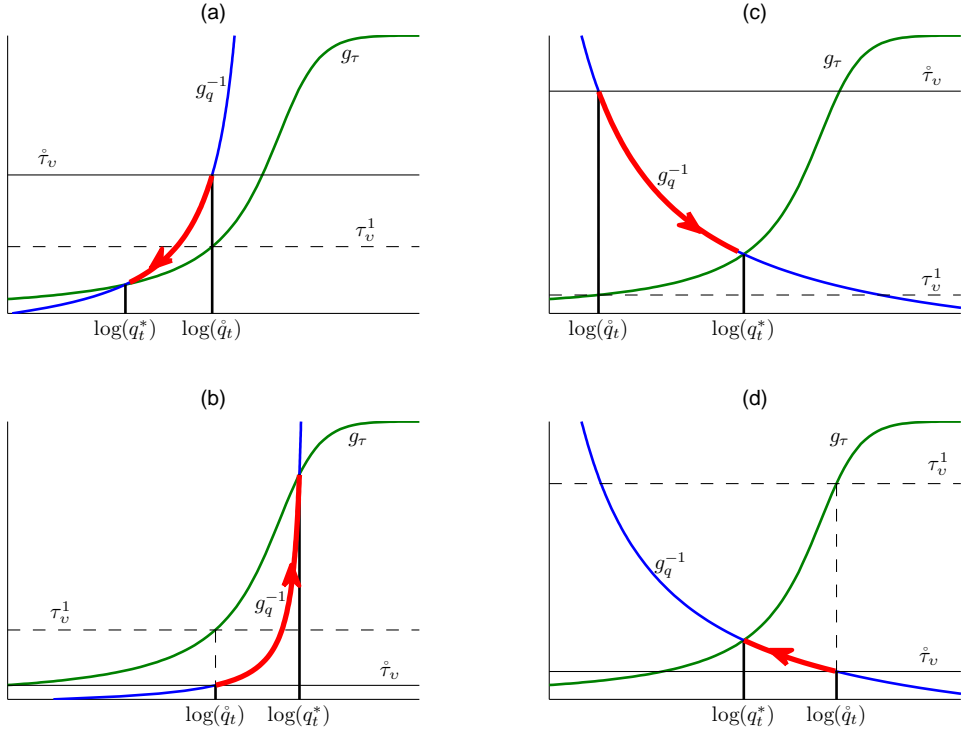 (a)
g_τ
g_q^{-1}
τ̊_υ
τ_υ^1
log(q_t^*)
log(q̊_t)
(c)
g_τ
τ̊_υ
g_q^{-1}
τ_υ^1
log(q̊_t)
log(q_t^*)
(b)
g_τ
τ_υ^1
g_q^{-1}
τ̊_υ
log(q̊_t)
log(q_t^*)
(d)
g_τ
τ_υ^1
g_q^{-1}
τ̊_υ
log(q_t^*)
log(q̊_t)